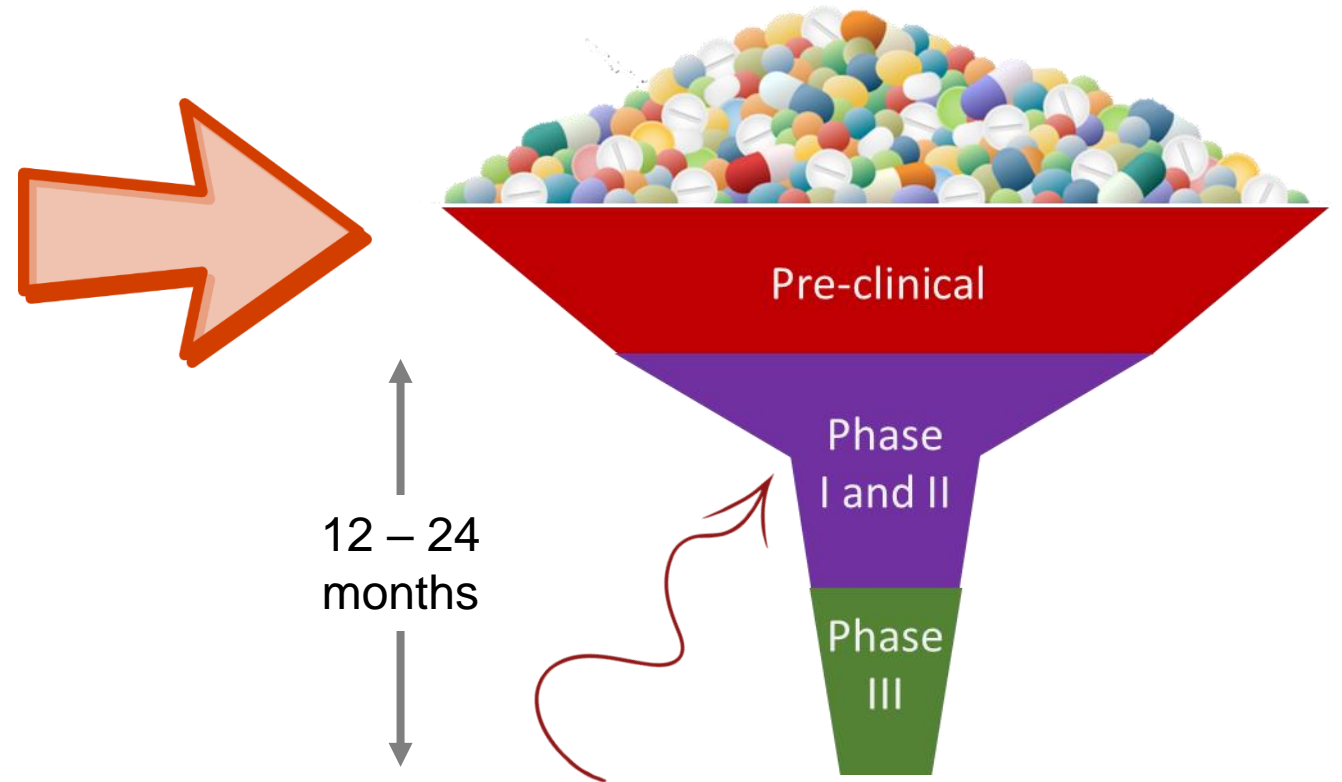 Pre-clinical
Phase
I and II
12 – 24
months
Phase
III